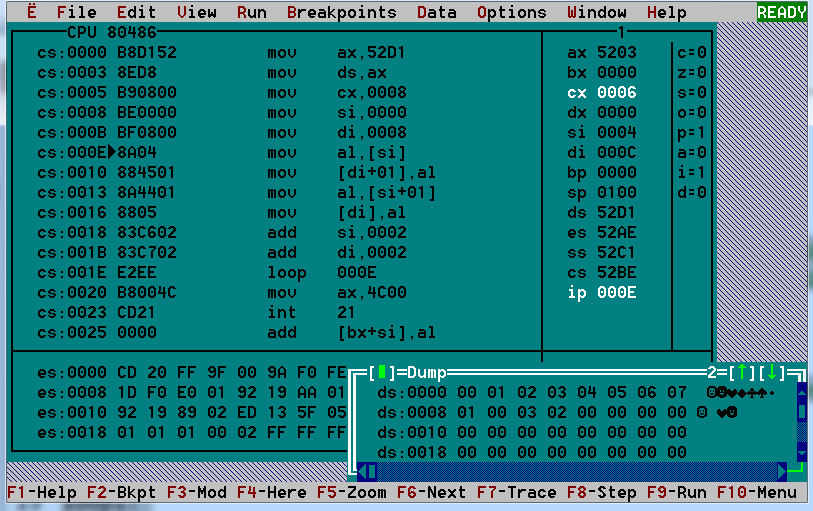 Ë File Edit View Run Breakpoints Data Options Window Help READY
CPU 80486 1
cs:0000 B8D152 mov ax,52D1 ax 5203 c=0
cs:0003 8ED8 mov ds,ax bx 0000 z=0
cs:0005 B90800 mov cx,0008 cx 0006 s=0
cs:0008 BE0000 mov si,0000 dx 0000 o=0
cs:000B BF0800 mov di,0008 si 0004 p=1
cs:000E▶8A04 mov al,[si] di 000C a=0
cs:0010 884501 mov [di+01],al bp 0000 i=1
cs:0013 8A4401 mov al,[si+01] sp 0100 d=0
cs:0016 8805 mov [di],al ds 52D1
cs:0018 83C602 add si,0002 es 52AE
cs:001B 83C702 add di,0002 ss 52C1
cs:001E E2EE loop 000E cs 52BE
cs:0020 B8004C mov ax,4C00 ip 000E
cs:0023 CD21 int 21
cs:0025 0000 add [bx+si],al
es:0000 CD 20 FF 9F 00 9A F0 FE
es:0008 1D F0 E0 01 92 19 AA 01
es:0010 92 19 89 02 ED 13 5F 05
es:0018 01 01 01 00 02 FF FF FF
[■]=Dump 2=[↑][↓]
ds:0000 00 01 02 03 04 05 06 07 ☺☻♥♦♣♠•
ds:0008 01 00 03 02 00 00 00 00 ☺ ♥☻
ds:0010 00 00 00 00 00 00 00 00
ds:0018 00 00 00 00 00 00 00 00
F1-Help F2-Bkpt F3-Mod F4-Here F5-Zoom F6-Next F7-Trace F8-Step F9-Run F10-Menu